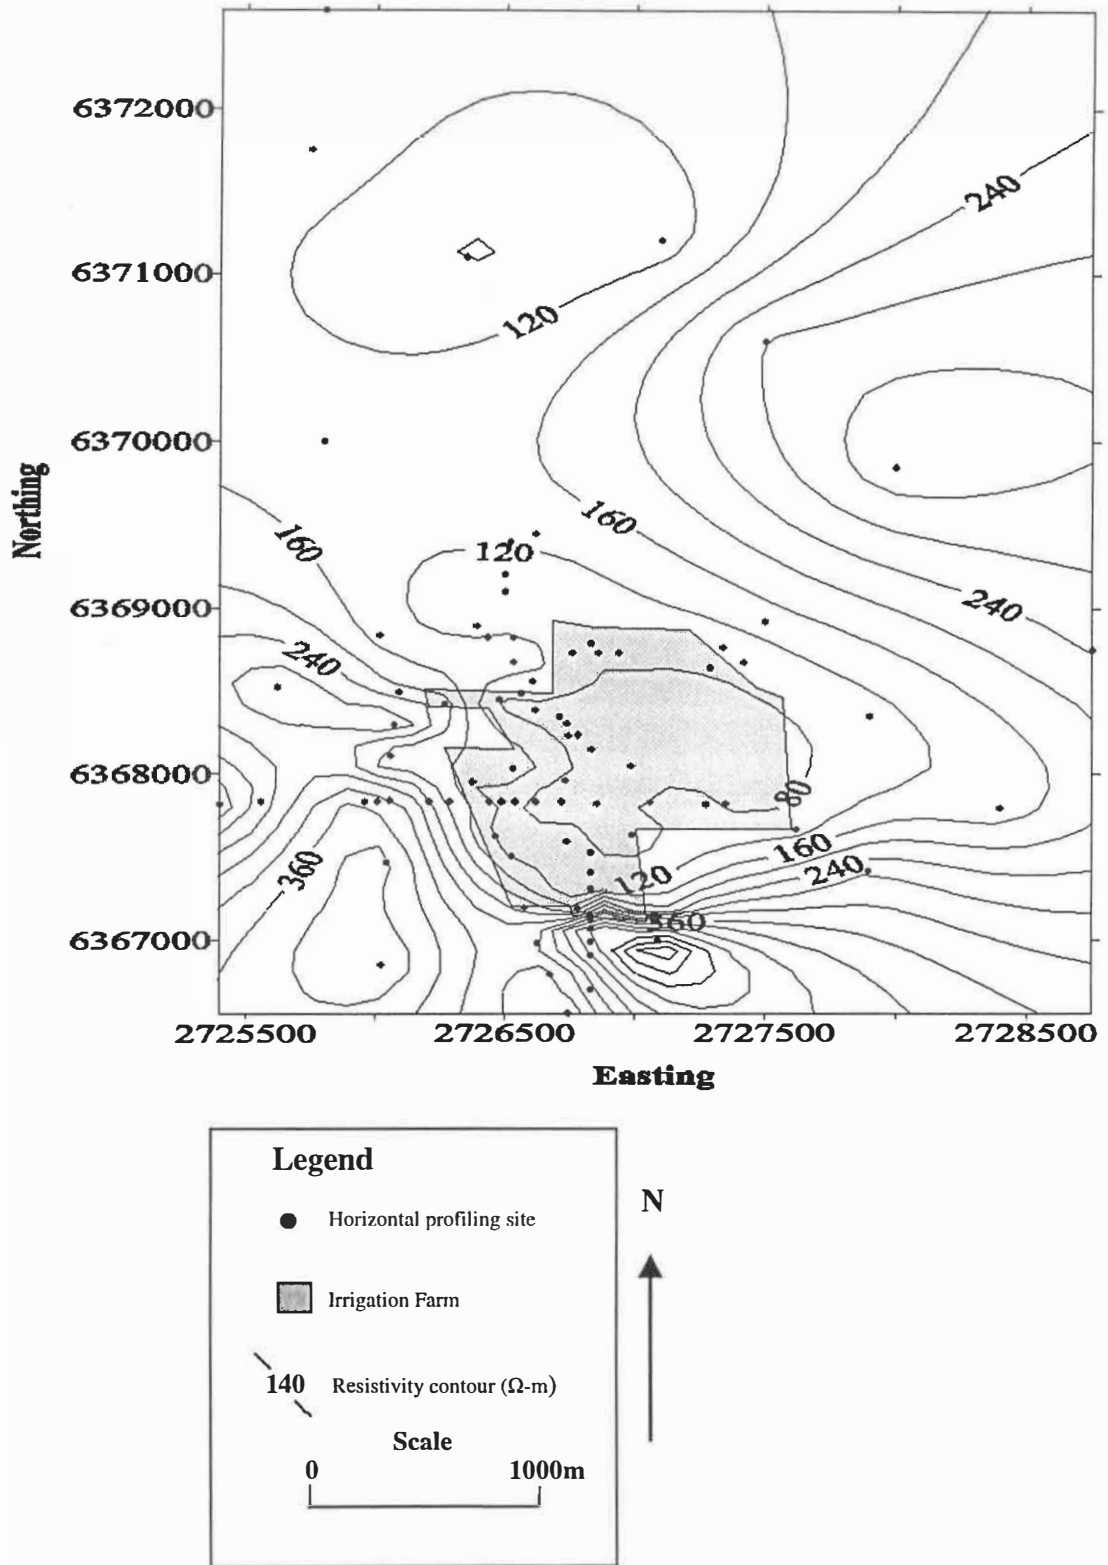 6372000
240
6371000
120
6370000
Northing
160
160
120
6369000
240
240
6368000
80
160
360
120
240
360
6367000
2725500 2726500 2727500 2728500
Easting
Legend
Horizontal profiling site
N
Irrigation Farm
140 Resistivity contour (Ω-m)
Scale
0 1000m